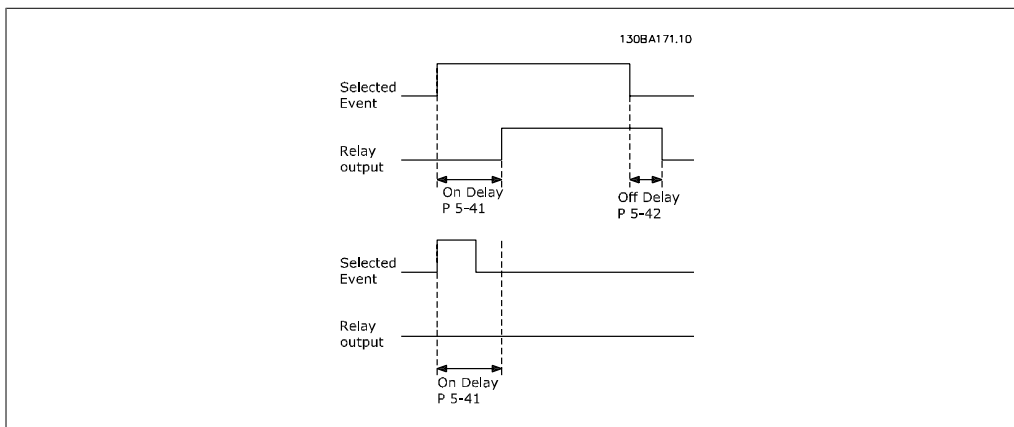 130BA171.10
Selected
Event
Relay
output
On Delay
P 5-41
Off Delay
P 5-42
Selected
Event
Relay
output
On Delay
P 5-41